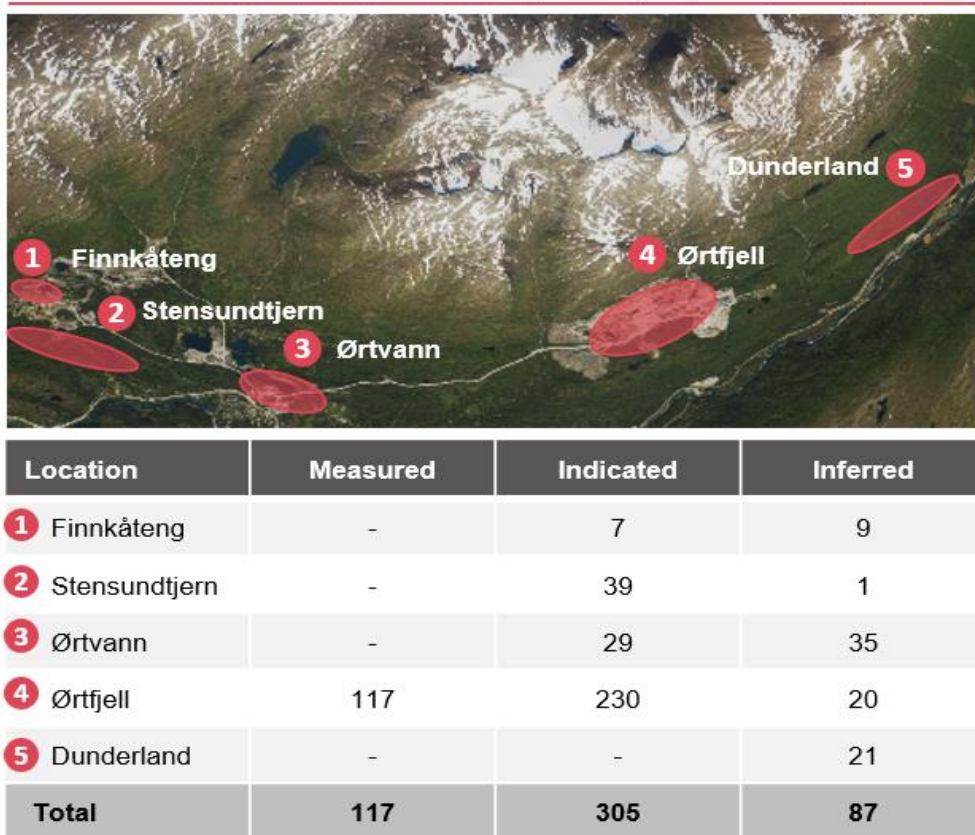 Dunderland 5
1 Finnkåteng
4 Ørtfjell
2 Stensundtjern
3 Ørtvann
Location Measured Indicated Inferred
1 Finnkåteng - 7 9
2 Stensundtjern - 39 1
3 Ørtvann - 29 35
4 Ørtfjell 117 230 20
5 Dunderland - - 21
Total 117 305 87